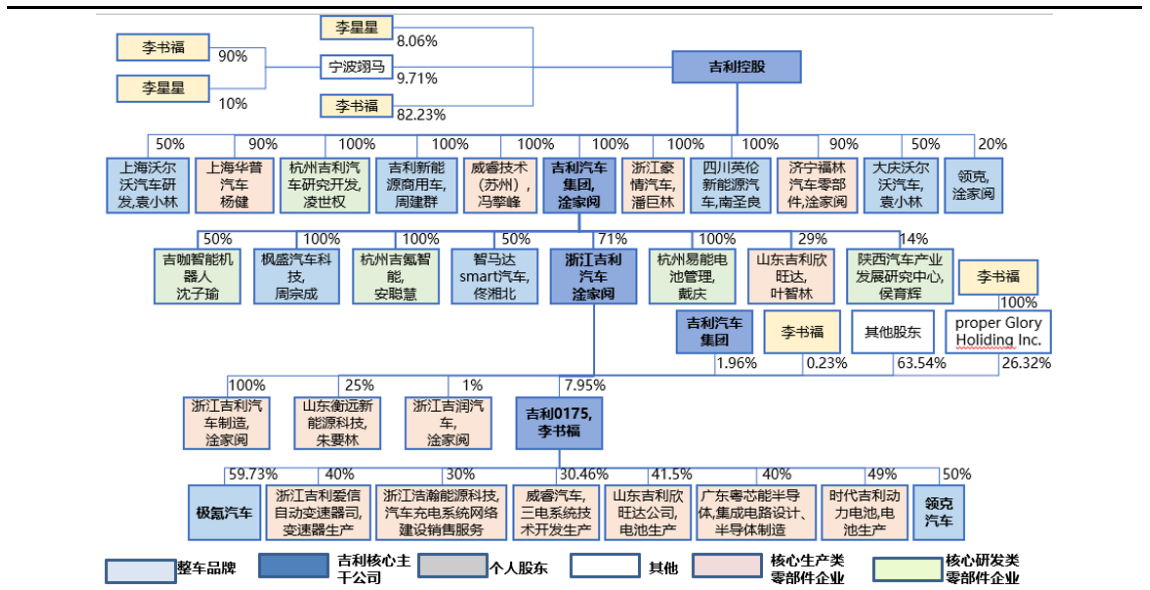 李星星
8.06%
李书福
90%
宁波翊马
9.71%
吉利控股
李星星
10%
李书福
82.23%
50%
90%
100%
100%
100%
100%
100%
100%
90%
50%
20%
上海沃尔
沃汽车研
发,袁小林
上海华普
汽车
杨健
杭州吉利汽
车研究开发,
凌世权
吉利新能
源商用车,
周建群
威睿技术
（苏州）,
冯擎峰
吉利汽车
集团,
淦家阅
浙江豪
情汽车,
潘巨林
四川英伦
新能源汽
车,南圣良
济宁福林
汽车零部
件,淦家阅
大庆沃尔
沃汽车,
袁小林
领克,
淦家阅
50%
100%
100%
50%
71%
100%
29%
14%
吉咖智能机
器人
沈子瑜
枫盛汽车科
技,
周宗成
杭州吉氪智
能,
安聪慧
智马达
smart汽车,
佟湘北
浙江吉利
汽车
淦家阅
杭州易能电
池管理,
戴庆
山东吉利欣
旺达,
叶智林
陕西汽车产业
发展研究中心,
侯育辉
李书福
100%
吉利汽车
集团
李书福
其他股东
proper Glory
Holiding Inc.
1.96%
0.23%
63.54%
26.32%
100%
25%
1%
7.95%
浙江吉利汽
车制造,
淦家阅
山东衡远新
能源科技,
朱要林
浙江吉润汽
车,
淦家阅
吉利0175,
李书福
59.73%
40%
30%
30.46%
41.5%
40%
49%
50%
极氪汽车
浙江吉利爱信
自动变速器司,
变速器生产
浙江浩瀚能源科技,
汽车充电系统网络
建设销售服务
威睿汽车,
三电系统技
术开发生产
山东吉利欣
旺达公司,
电池生产
广东粤芯能半导
体,集成电路设计、
半导体制造
时代吉利动
力电池,电
池生产
领克
汽车
整车品牌
吉利核心主
干公司
个人股东
其他
核心生产类
零部件企业
核心研发类
零部件企业